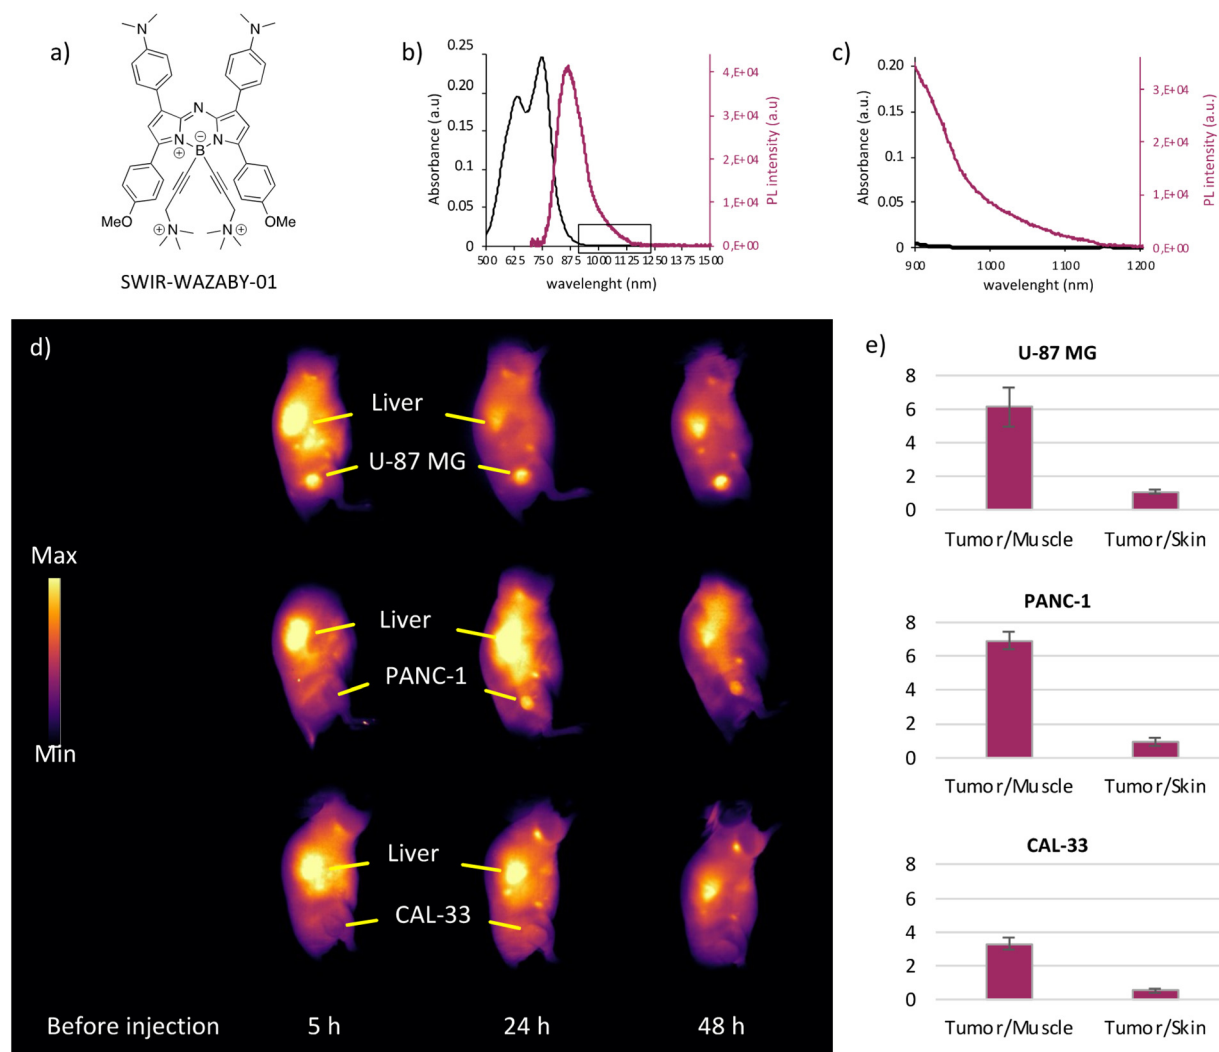 a)
N
N
N
N
N
B
⊕
⊖
MeO
OMe
⊕N
N⊕
SWIR-WAZABY-01
b)
0.25
0.20
0.15
0.1
0.05
0
Absorbance (a.u)
4,E+04
3,E+04
2,E+04
1,E+04
0,E+00
PL intensity (a.u)
500 625 750 875 1000 1125 1250 1375 1500
wavelenght (nm)
c)
0.20
0.15
0.1
0.05
0
Absorbance (a.u.)
3,E+04
2,E+04
1,E+04
0,E+00
PL intensity (a.u.)
900 1000 1100 1200
wavelenght (nm)
d)
Liver
U-87 MG
Max
Min
Liver
PANC-1
Liver
CAL-33
Before injection 5 h 24 h 48 h
e)
U-87 MG
8
6
4
2
0
Tumor/Muscle Tumor/Skin
PANC-1
8
6
4
2
0
Tumor/Muscle Tumor/Skin
CAL-33
8
6
4
2
0
Tumor/Muscle Tumor/Skin